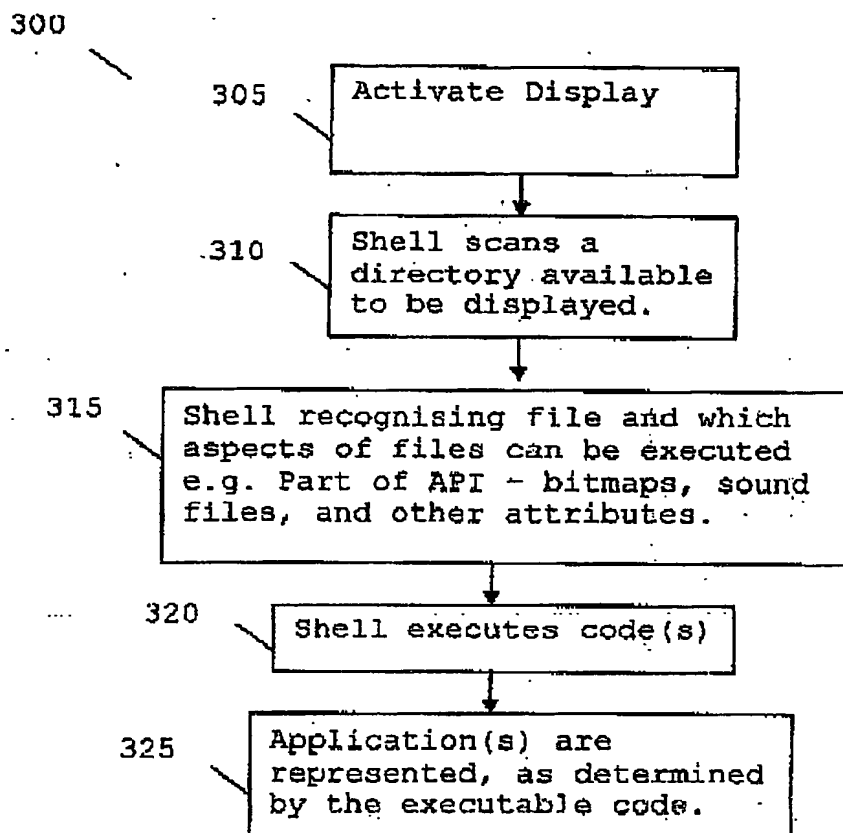 300
305
Activate Display
310
Shell scans a
directory available
to be displayed.
315
Shell recognising file and which
aspects of files can be executed
e.g. Part of API - bitmaps, sound
files, and other attributes.
320
Shell executes code(s)
325
Application(s) are
represented, as determined
by the executable code.